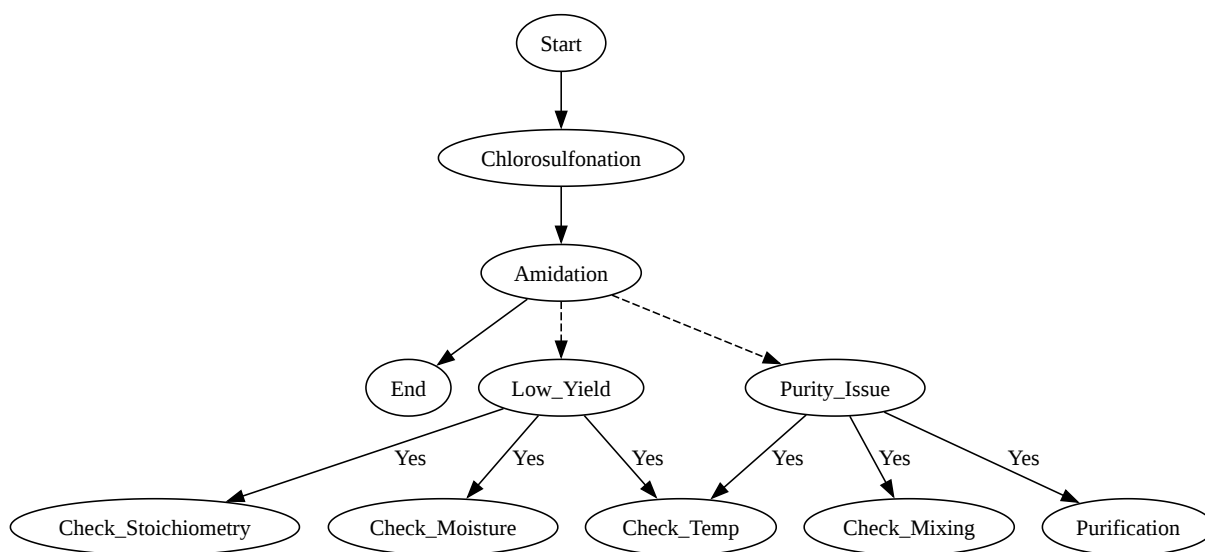 Start
Chlorosulfonation
Amidation
End
Low_Yield
Purity_Issue
Yes
Yes
Yes
Yes
Yes
Yes
Check_Stoichiometry
Check_Moisture
Check_Temp
Check_Mixing
Purification